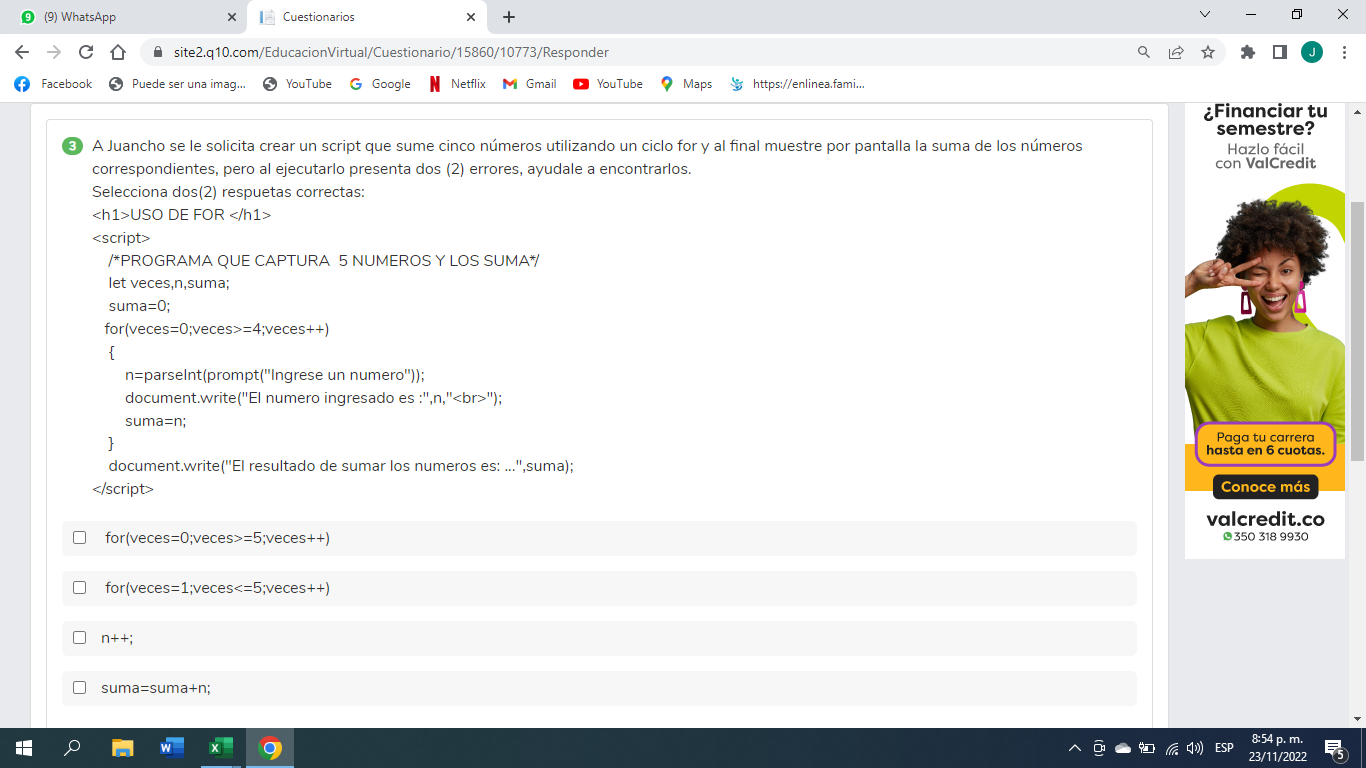 (9) WhatsApp
Cuestionarios
site2.q10.com/EducacionVirtual/Cuestionario/15860/10773/Responder
J
Facebook
Puede ser una imag...
YouTube
Google
Netflix
Gmail
YouTube
Maps
https://enlinea.fami...
3 A Juancho se le solicita crear un script que sume cinco números utilizando un ciclo for y al final muestre por pantalla la suma de los números
correspondientes, pero al ejecutarlo presenta dos (2) errores, ayudale a encontrarlos.
Selecciona dos(2) respuetas correctas:
<h1>USO DE FOR </h1>
<script>
/*PROGRAMA QUE CAPTURA  5 NUMEROS Y LOS SUMA*/
let veces,n,suma;
suma=0;
for(veces=0;veces>=4;veces++)
{
n=parseInt(prompt("Ingrese un numero"));
document.write("El numero ingresado es :",n,"<br>");
suma=n;
}
document.write("El resultado de sumar los numeros es: ...",suma);
</script>
for(veces=0;veces>=5;veces++)
for(veces=1;veces<=5;veces++)
n++;
suma=suma+n;
¿Financiar tu
semestre?
Hazlo fácil
con ValCredit
Paga tu carrera
hasta en 6 cuotas.
Conoce más
valcredit.co
350 318 9930
ESP
8:54 p. m.
23/11/2022
5